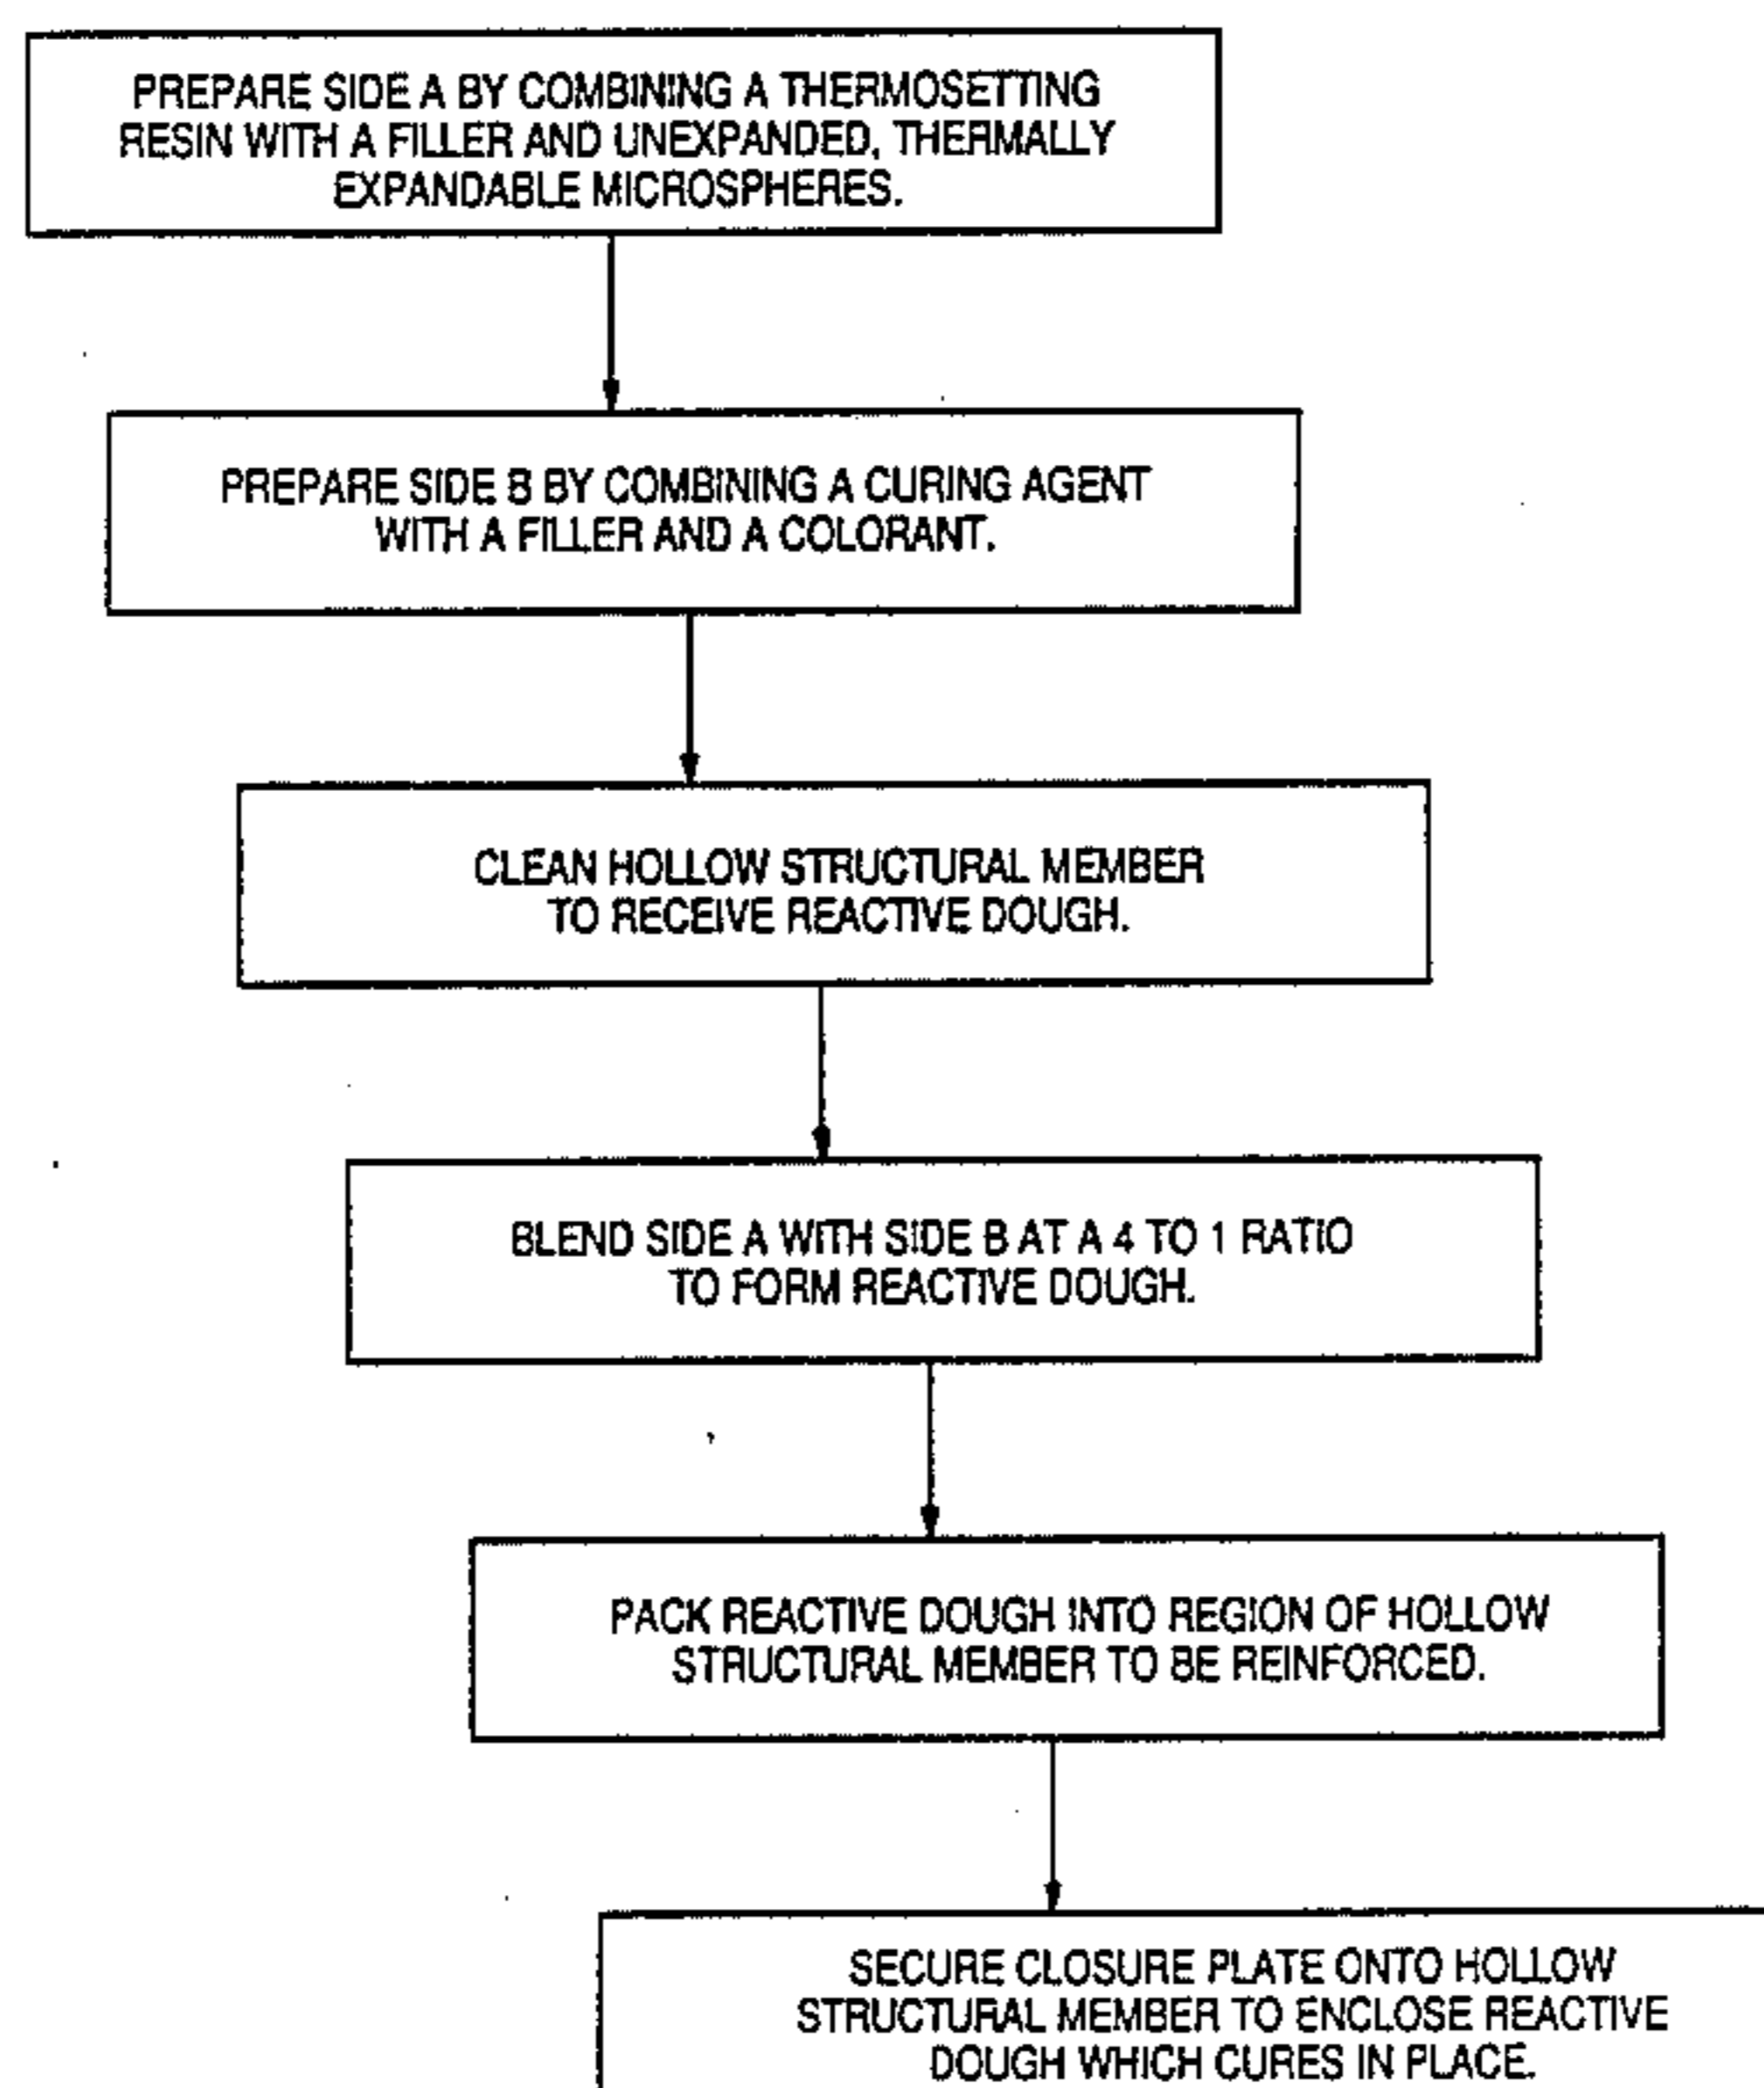 PREPARE SIDE A BY COMBINING A THERMOSETTING
RESIN WITH A FILLER AND UNEXPANDED, THERMALLY
EXPANDABLE MICROSPHERES.
PREPARE SIDE B BY COMBINING A CURING AGENT
WITH A FILLER AND A COLORANT.
CLEAN HOLLOW STRUCTURAL MEMBER
TO RECEIVE REACTIVE DOUGH.
BLEND SIDE A WITH SIDE B AT A 4 TO 1 RATIO
TO FORM REACTIVE DOUGH.
PACK REACTIVE DOUGH INTO REGION OF HOLLOW
STRUCTURAL MEMBER TO BE REINFORCED.
SECURE CLOSURE PLATE ONTO HOLLOW
STRUCTURAL MEMBER TO ENCLOSE REACTIVE
DOUGH WHICH CURES IN PLACE.